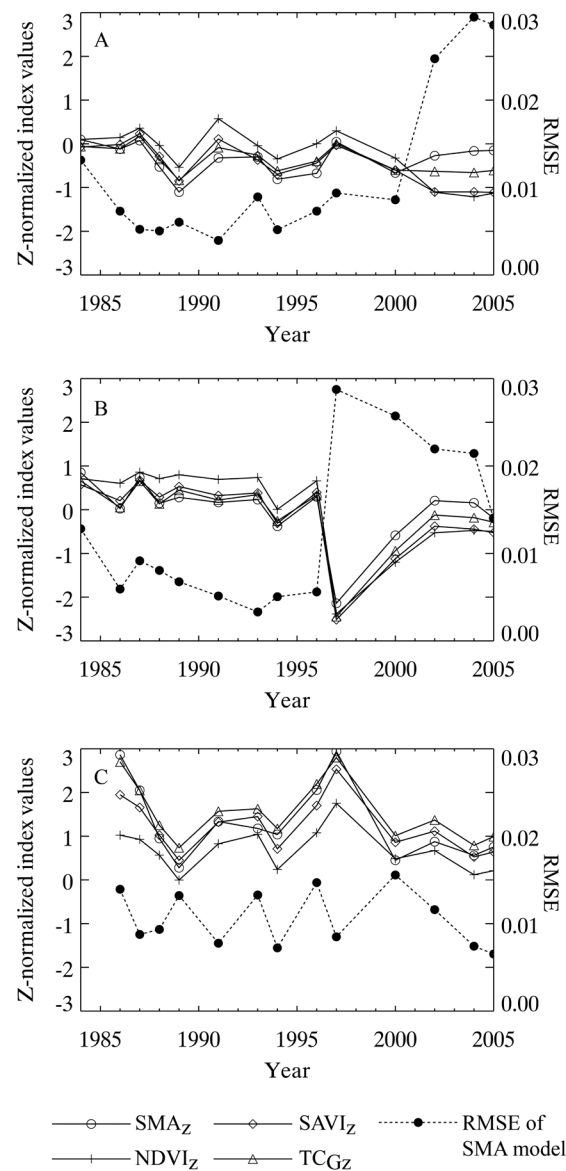 A
3
2
1
0
-1
-2
-3
Z-normalized index values
0.03
0.02
0.01
0.00
RMSE
1985 1990 1995 2000 2005
Year
B
3
2
1
0
-1
-2
-3
Z-normalized index values
0.03
0.02
0.01
0.00
RMSE
1985 1990 1995 2000 2005
Year
C
3
2
1
0
-1
-2
-3
Z-normalized index values
0.03
0.02
0.01
0.00
RMSE
1985 1990 1995 2000 2005
Year
SMAZ SAVIZ RMSE of
NDVIZ TCGz SMA model